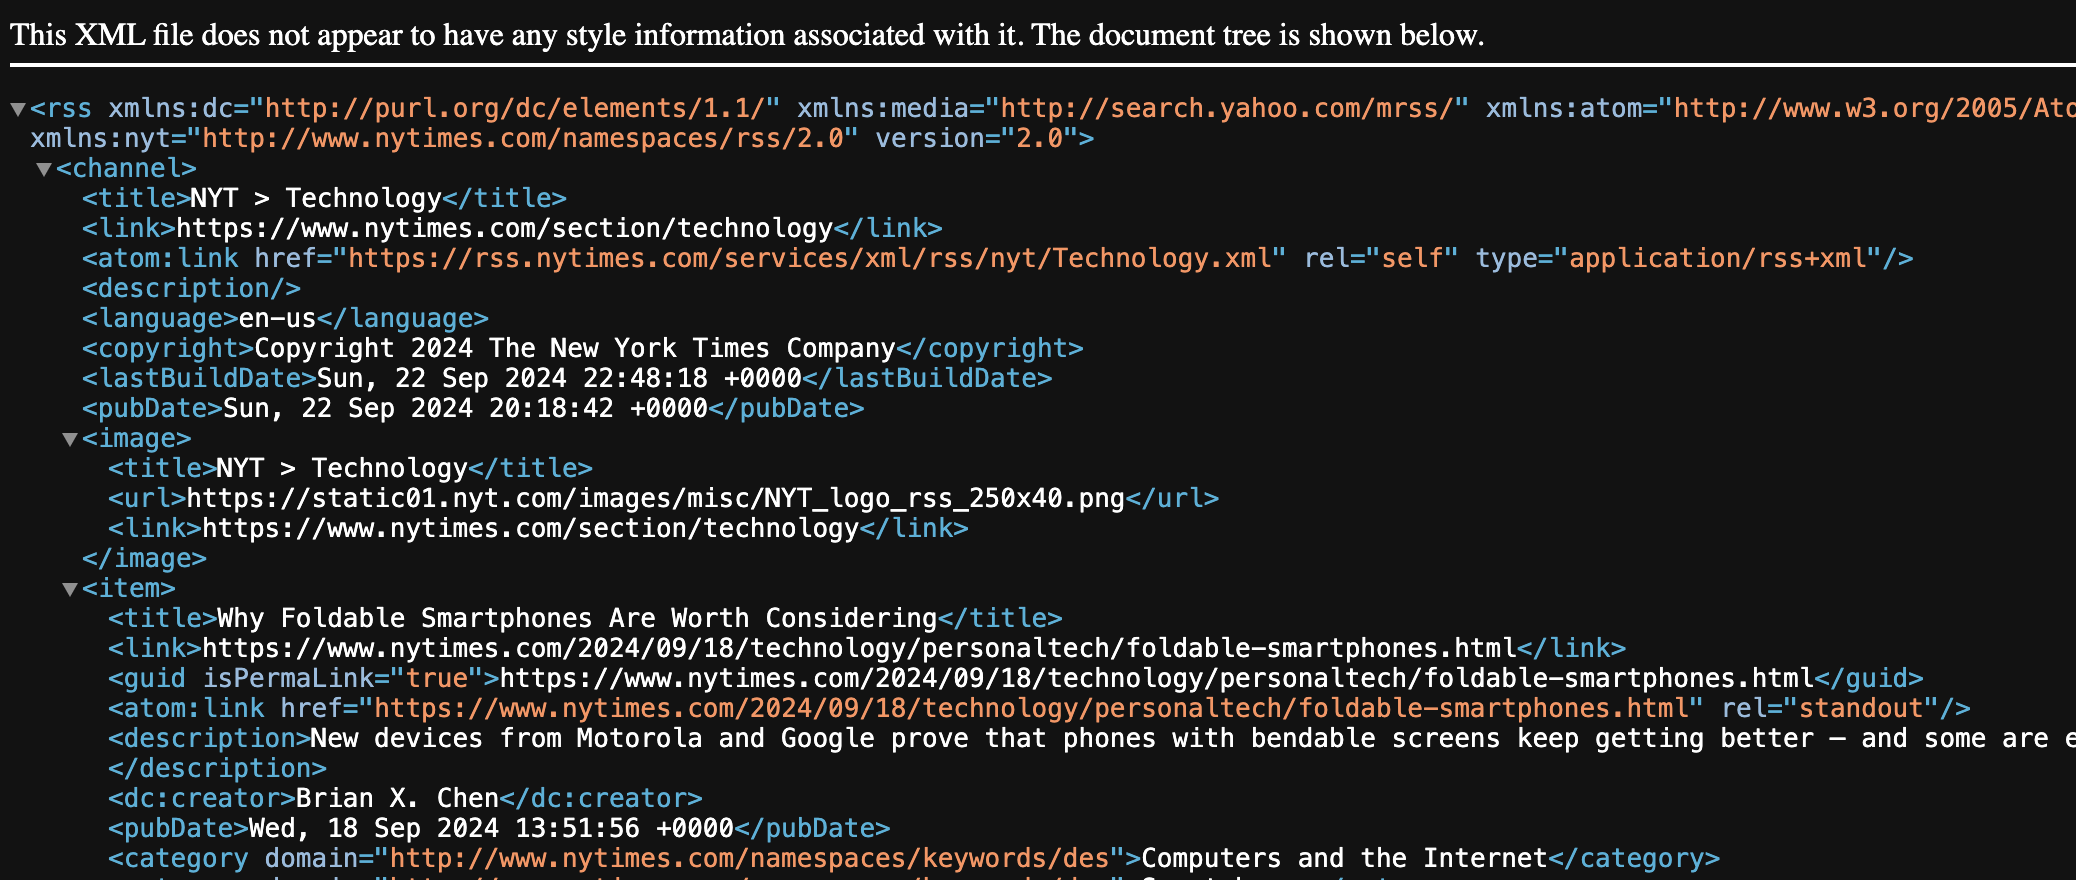 This XML file does not appear to have any style information associated with it. The document tree is shown below.
▼<rss xmlns:dc="http://purl.org/dc/elements/1.1/" xmlns:media="http://search.yahoo.com/mrss/" xmlns:atom="http://www.w3.org/2005/Ato
xmlns:nyt="http://www.nytimes.com/namespaces/rss/2.0" version="2.0">
▼<channel>
<title>NYT > Technology</title>
<link>https://www.nytimes.com/section/technology</link>
<atom:link href="https://rss.nytimes.com/services/xml/rss/nyt/Technology.xml" rel="self" type="application/rss+xml"/>
<description/>
<language>en-us</language>
<copyright>Copyright 2024 The New York Times Company</copyright>
<lastBuildDate>Sun, 22 Sep 2024 22:48:18 +0000</lastBuildDate>
<pubDate>Sun, 22 Sep 2024 20:18:42 +0000</pubDate>
▼<image>
<title>NYT > Technology</title>
<url>https://static01.nyt.com/images/misc/NYT_logo_rss_250x40.png</url>
<link>https://www.nytimes.com/section/technology</link>
</image>
▼<item>
<title>Why Foldable Smartphones Are Worth Considering</title>
<link>https://www.nytimes.com/2024/09/18/technology/personaltech/foldable-smartphones.html</link>
<guid isPermaLink="true">https://www.nytimes.com/2024/09/18/technology/personaltech/foldable-smartphones.html</guid>
<atom:link href="https://www.nytimes.com/2024/09/18/technology/personaltech/foldable-smartphones.html" rel="standout"/>
<description>New devices from Motorola and Google prove that phones with bendable screens keep getting better — and some are
</description>
<dc:creator>Brian X. Chen</dc:creator>
<pubDate>Wed, 18 Sep 2024 13:51:56 +0000</pubDate>
<category domain="http://www.nytimes.com/namespaces/keywords/des">Computers and the Internet</category>